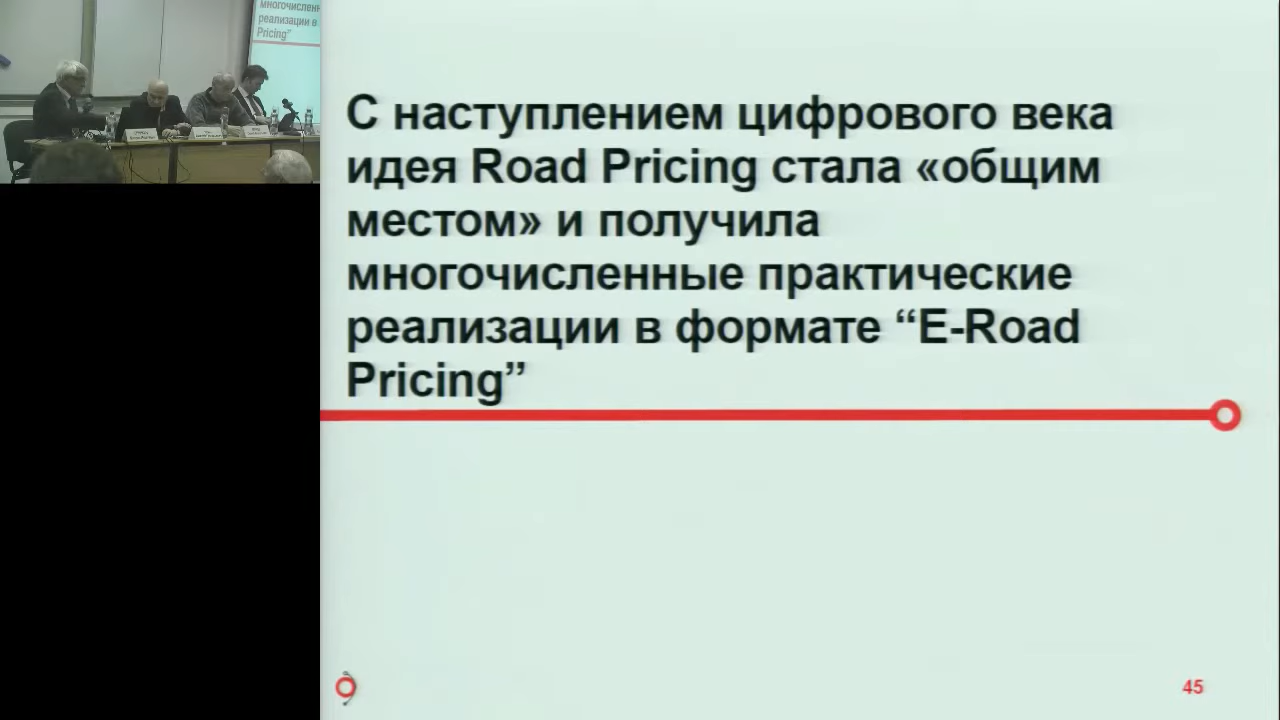 многочислен
реализации в
Pricing”
С наступлением цифрового века
идея Road Pricing стала «общим
местом» и получила
многочисленные практические
реализации в формате “E-Road
Pricing”
45